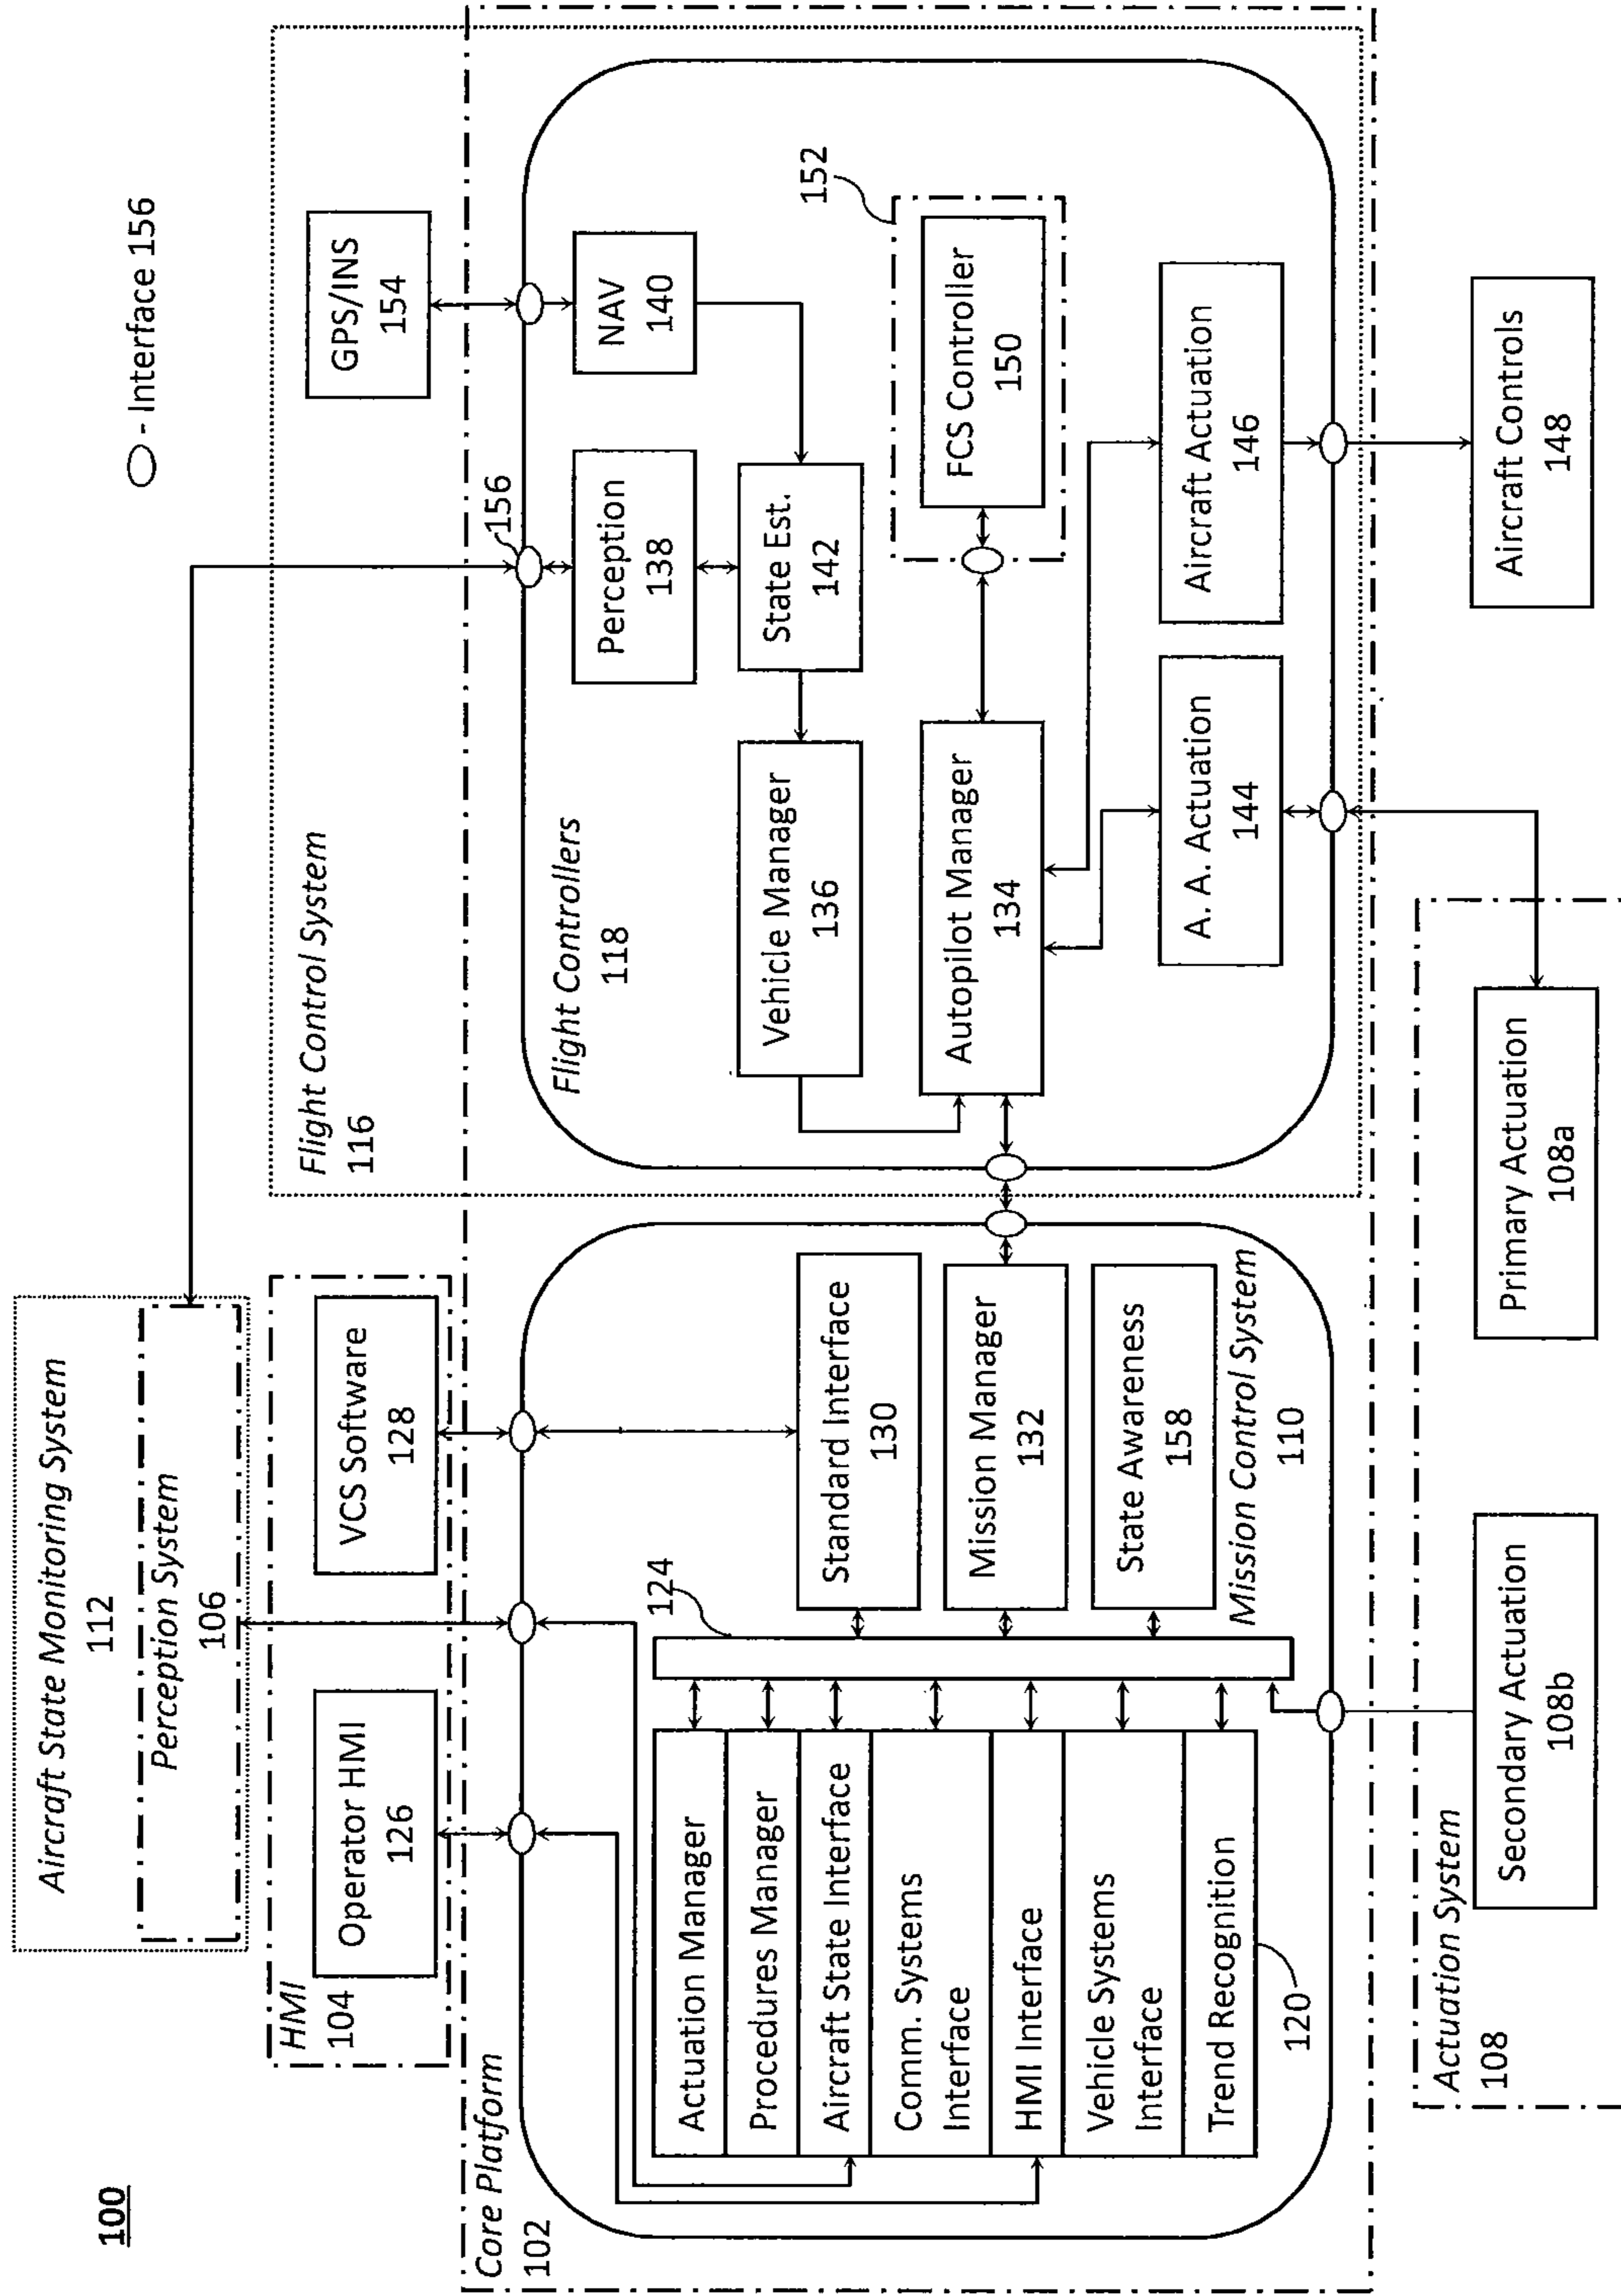 100
Aircraft State Monitoring System
112
Perception System
106
- Interface 156
HMI
104
Operator HMI
126
VCS Software
128
Flight Control System
116
GPS/INS
154
Core Platform
102
156
Flight Controllers
118
Perception
138
NAV
140
Actuation Manager
Procedures Manager
Aircraft State Interface
Comm. Systems
Interface
HMI Interface
Vehicle Systems
Interface
Trend Recognition
120
124
Standard Interface
130
Mission Manager
132
State Awareness
158
Mission Control System
110
Vehicle Manager
136
State Est.
142
152
Autopilot Manager
134
FCS Controller
150
A. A. Actuation
144
Aircraft Actuation
146
Actuation System
108
Secondary Actuation
108b
Primary Actuation
108a
Aircraft Controls
148